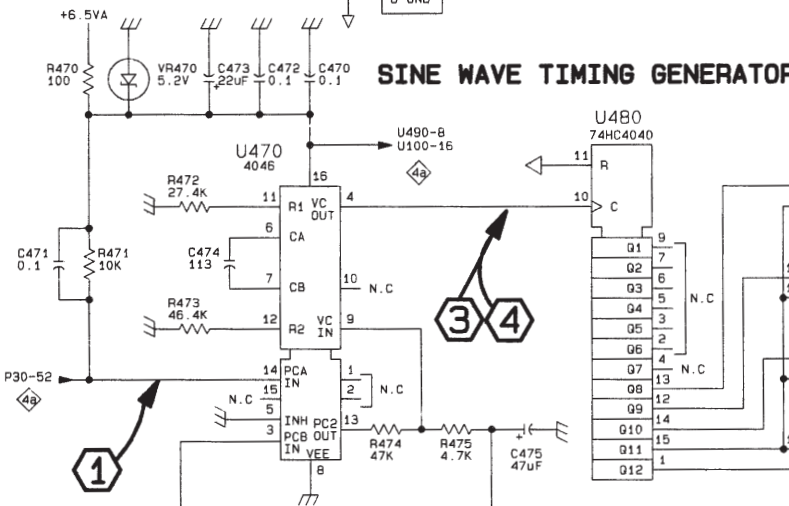 +6.5VA
R470
100
VR470
5.2V
C473
22uF
+
C472
0.1
C470
0.1
SINE WAVE TIMING GENERATOR
U490-8
U100-16
4a
U480
74HC4040
11
R
10
C
U470
4046
16
R472
27.4K
11
R1
VC
OUT
4
6
CA
C474
113
7
CB
10
N.C
R473
46.4K
12
R2
VC
IN
9
C471
0.1
R471
10K
P30-52
4a
14
PCA
IN
1
2
N.C
N.C
15
5
INH
3
PCB
IN
PC2
OUT
13
VEE
8
R474
47K
R475
4.7K
+
C475
47uF
1
3
4
Q1
9
Q2
7
Q3
6
Q4
5
Q5
3
Q6
2
N.C
Q7
4
N.C
Q8
13
Q9
12
Q10
14
Q11
15
Q12
1